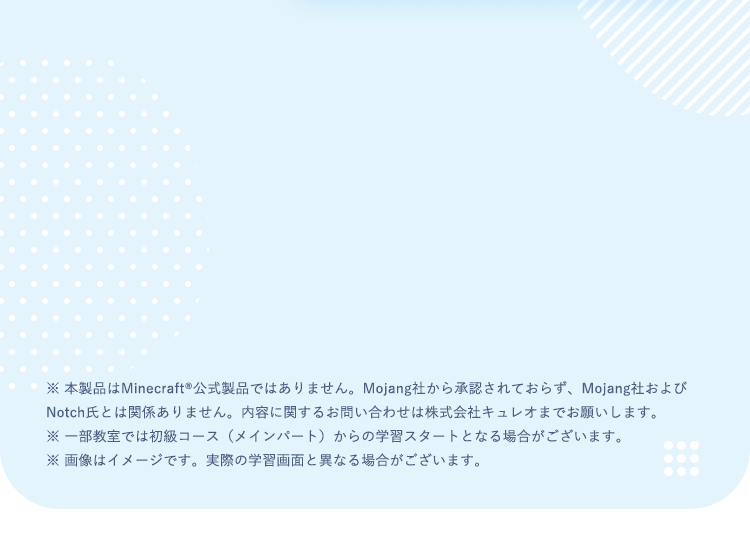 ※ 本製品はMinecraft®公式製品ではありません。Mojang社から承認されておらず、Mojang社および
Notch氏とは関係ありません。内容に関するお問い合わせは株式会社キュレオまでお願いします。
※ 一部教室では初級コース（メインパート）からの学習スタートとなる場合がございます。
※ 画像はイメージです。実際の学習画面と異なる場合がございます。